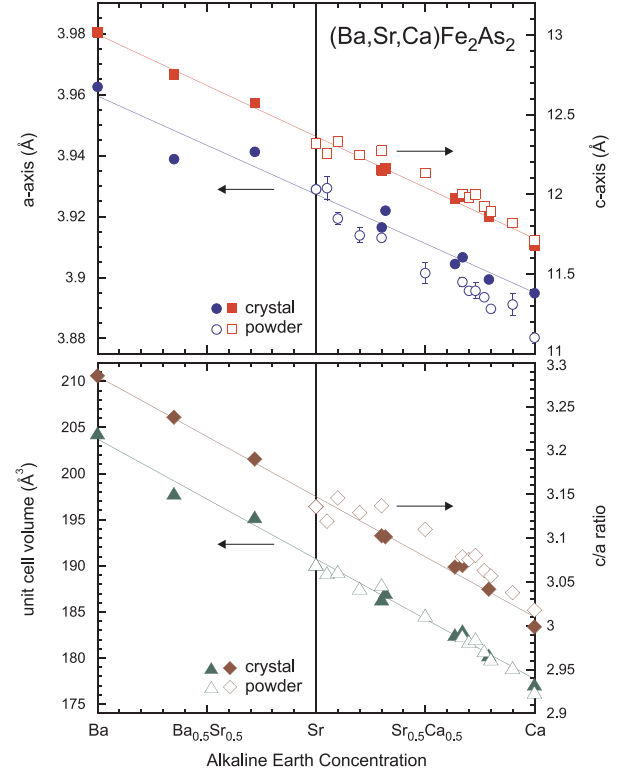 (Ba,Sr,Ca)Fe₂As₂
3.98
3.96
3.94
3.92
3.9
3.88
a-axis (Å)
13
12.5
12
11.5
11
c-axis (Å)
crystal
powder
210
205
200
195
190
185
180
175
unit cell volume (Å³)
3.3
3.25
3.2
3.15
3.1
3.05
3
2.95
2.9
c/a ratio
crystal
powder
Ba
Ba₀.₅Sr₀.₅
Sr
Sr₀.₅Ca₀.₅
Ca
Alkaline Earth Concentration